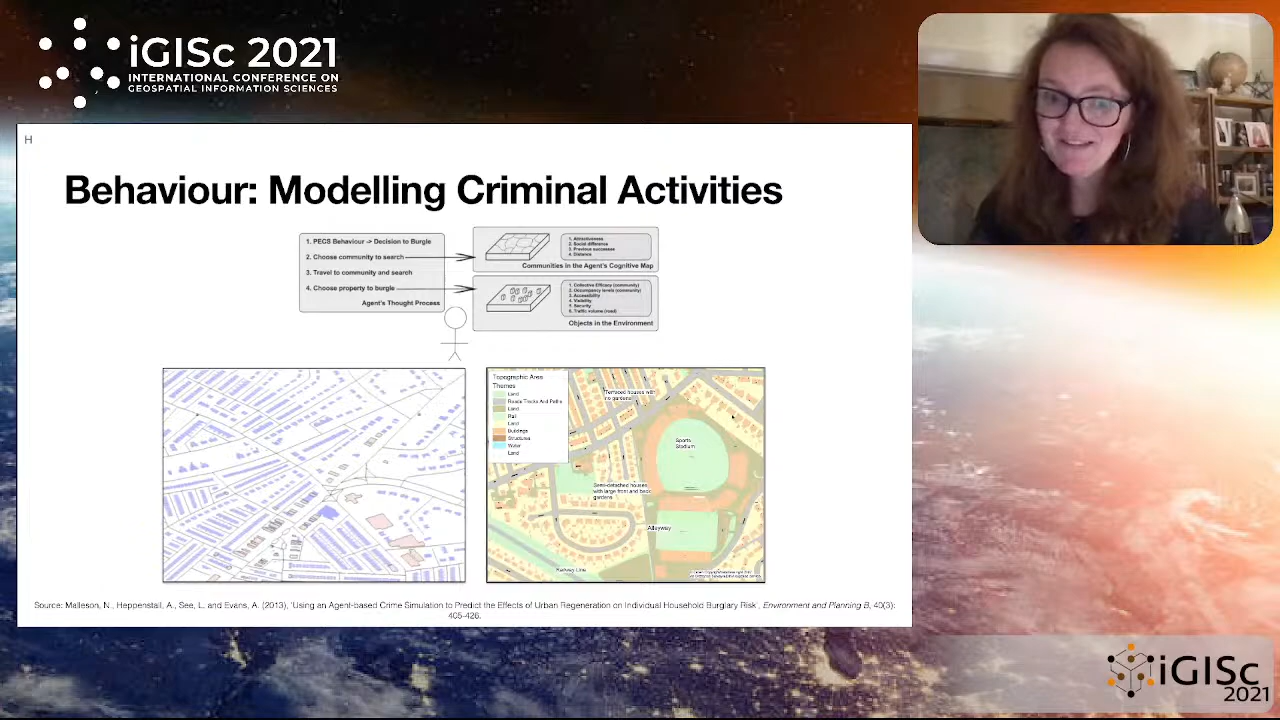 iGISc 2021
INTERNATIONAL CONFERENCE ON
GEOSPATIAL INFORMATION SCIENCES
H
Behaviour: Modelling Criminal Activities
1. PECS Behaviour -> Decision to Burgle
2. Choose community to search
3. Travel to community and search
4. Choose property to burgle
Agent's Thought Process
1. Attractiveness
2. Social difference
3. Previous successes
4. Distance
Communities in the Agent's Cognitive Map
1. Collective Efficacy (community)
2. Occupancy levels (community)
3. Accessibility
4. Visibility
5. Security
6. Traffic volume (road)
Objects in the Environment
Topographic Area
Themes
Land
Roads Tracks And Paths
Land
Rail
Land
Buildings
Structures
Water
Land
Terraced houses with
no gardens
Sports
Stadium
Semi-detached houses
with large front and back
gardens
Alleyway
Railway Line
Source: Malleson, N., Heppenstall, A., See, L. and Evans, A. (2013), 'Using an Agent-based Crime Simulation to Predict the Effects of Urban Regeneration on Individual Household Burglary Risk', Environment and Planning B, 40(3):
405-426.
iGISc
2021